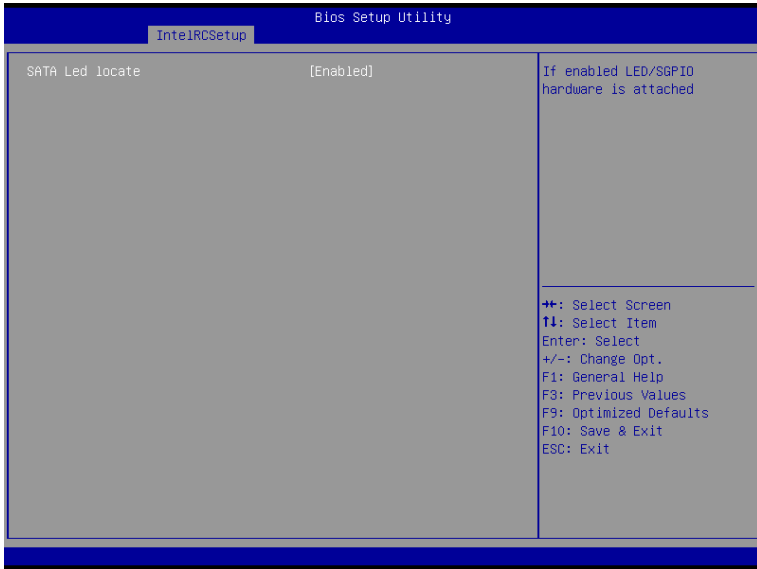 Bios Setup Utility
IntelRCSetup
SATA Led locate [Enabled]
If enabled LED/SGPIO
hardware is attached
→←: Select Screen
↑↓: Select Item
Enter: Select
+/-: Change Opt.
F1: General Help
F3: Previous Values
F9: Optimized Defaults
F10: Save & Exit
ESC: Exit